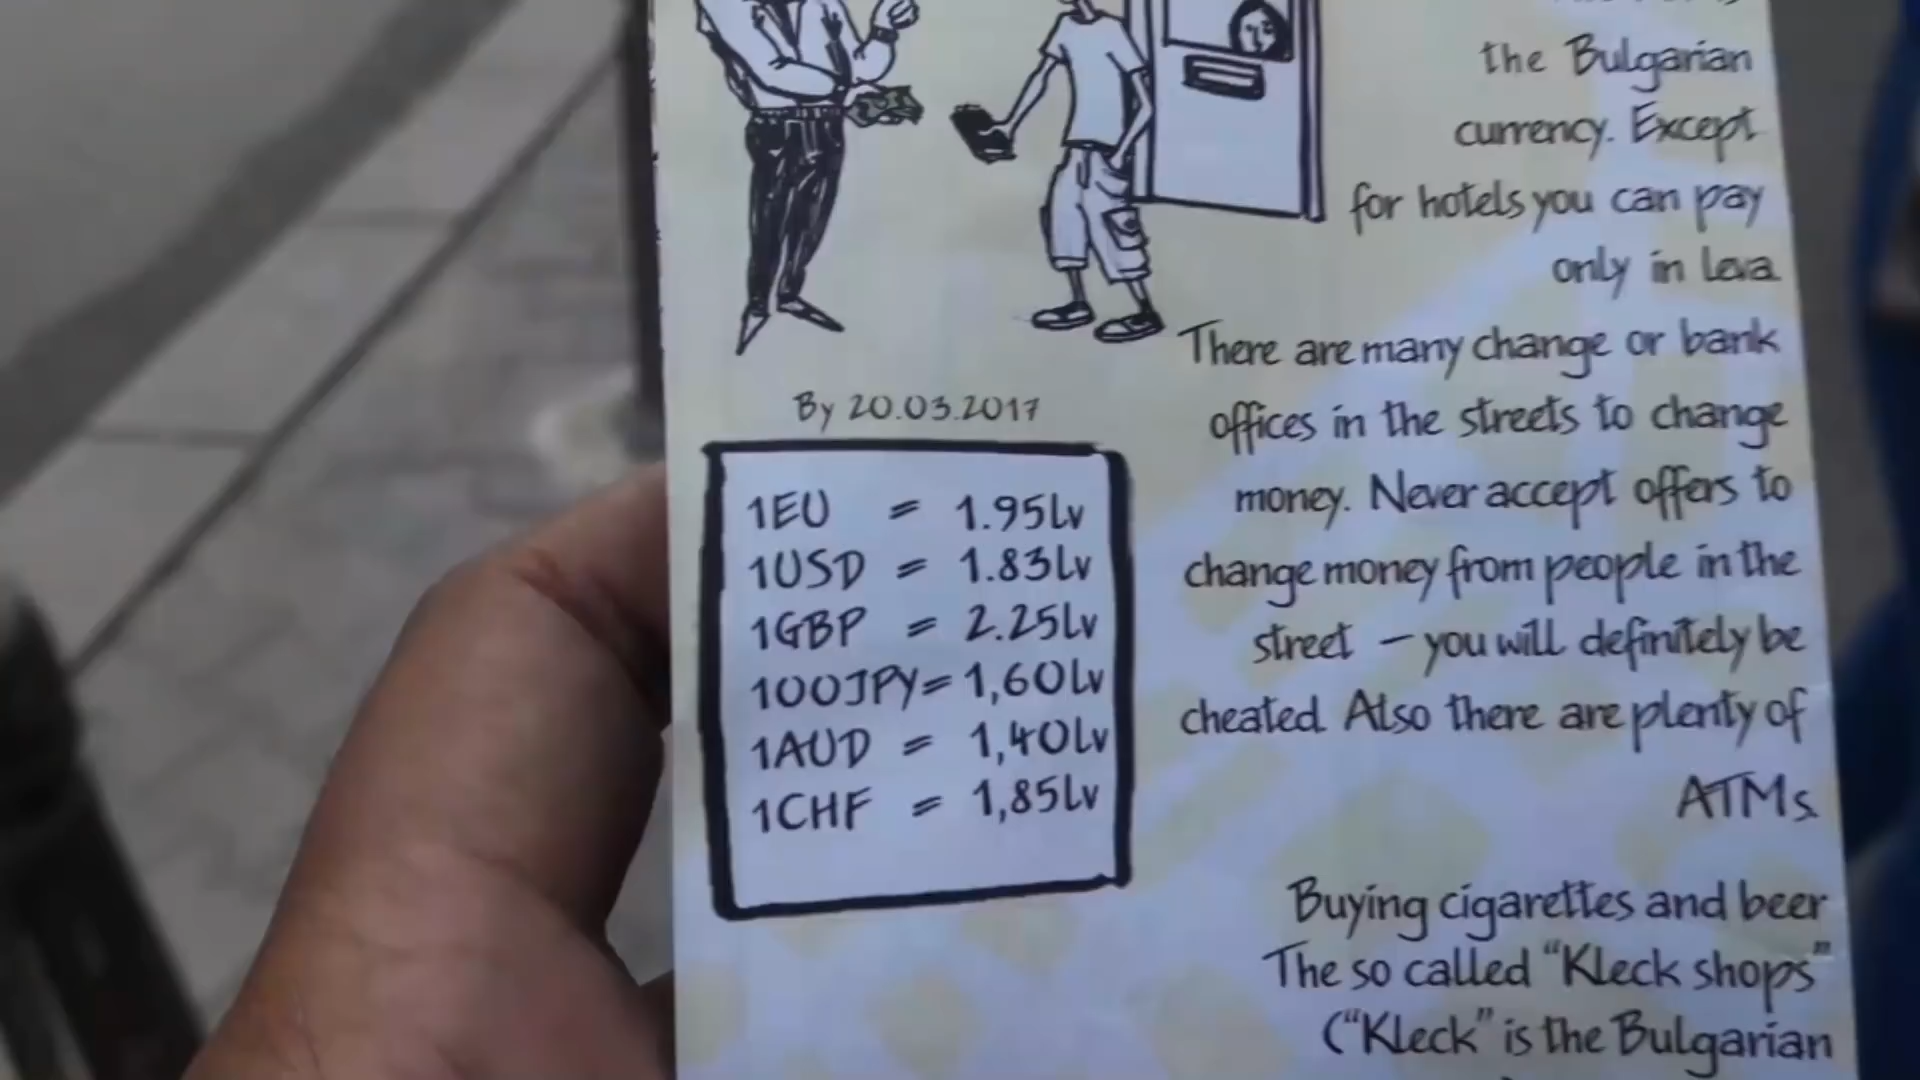 the Bulgarian
currency. Except
for hotels you can pay
only in Leva
There are many change or bank
offices in the streets to change
money. Never accept offers to
change money from people in the
street – you will definitely be
cheated. Also there are plenty of
ATMs.
By 20.03.2017
1EU = 1.95lv
1USD = 1.83lv
1GBP = 2.25lv
100JPY= 1,60lv
1AUD = 1,40lv
1CHF = 1,85lv
Buying cigarettes and beer
The so called "Kleck shops"
("Kleck" is the Bulgarian